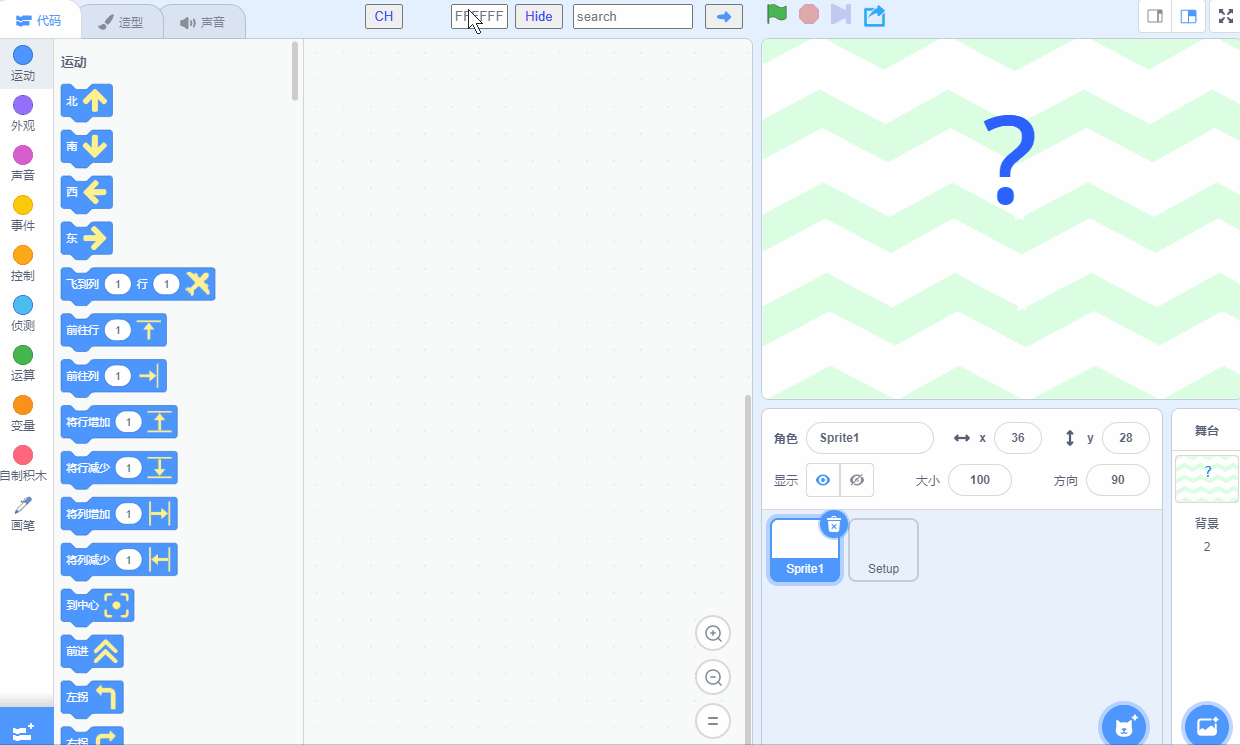 代码
造型
声音
CH
FFFFFF
Hide
search
运动
外观
声音
事件
控制
侦测
运算
变量
自制积木
画笔
运动
北
南
西
东
飞到列 1 行 1
前往行 1
前往列 1
将行增加 1
将行减少 1
将列增加 1
将列减少 1
到中心
前进
左拐
右拐
?
角色 Sprite1 x 36 y 28
显示 大小 100 方向 90
Sprite1
Setup
舞台
?
背景
2